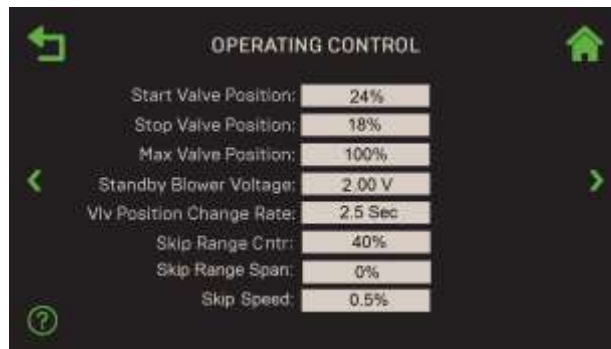 OPERATING CONTROL
Start Valve Position: 24%
Stop Valve Position: 18%
Max Valve Position: 100%
Standby Blower Voltage: 2.00 V
Vlv Position Change Rate: 2.5 Sec
Skip Range Cntr: 40%
Skip Range Span: 0%
Skip Speed: 0.5%
?